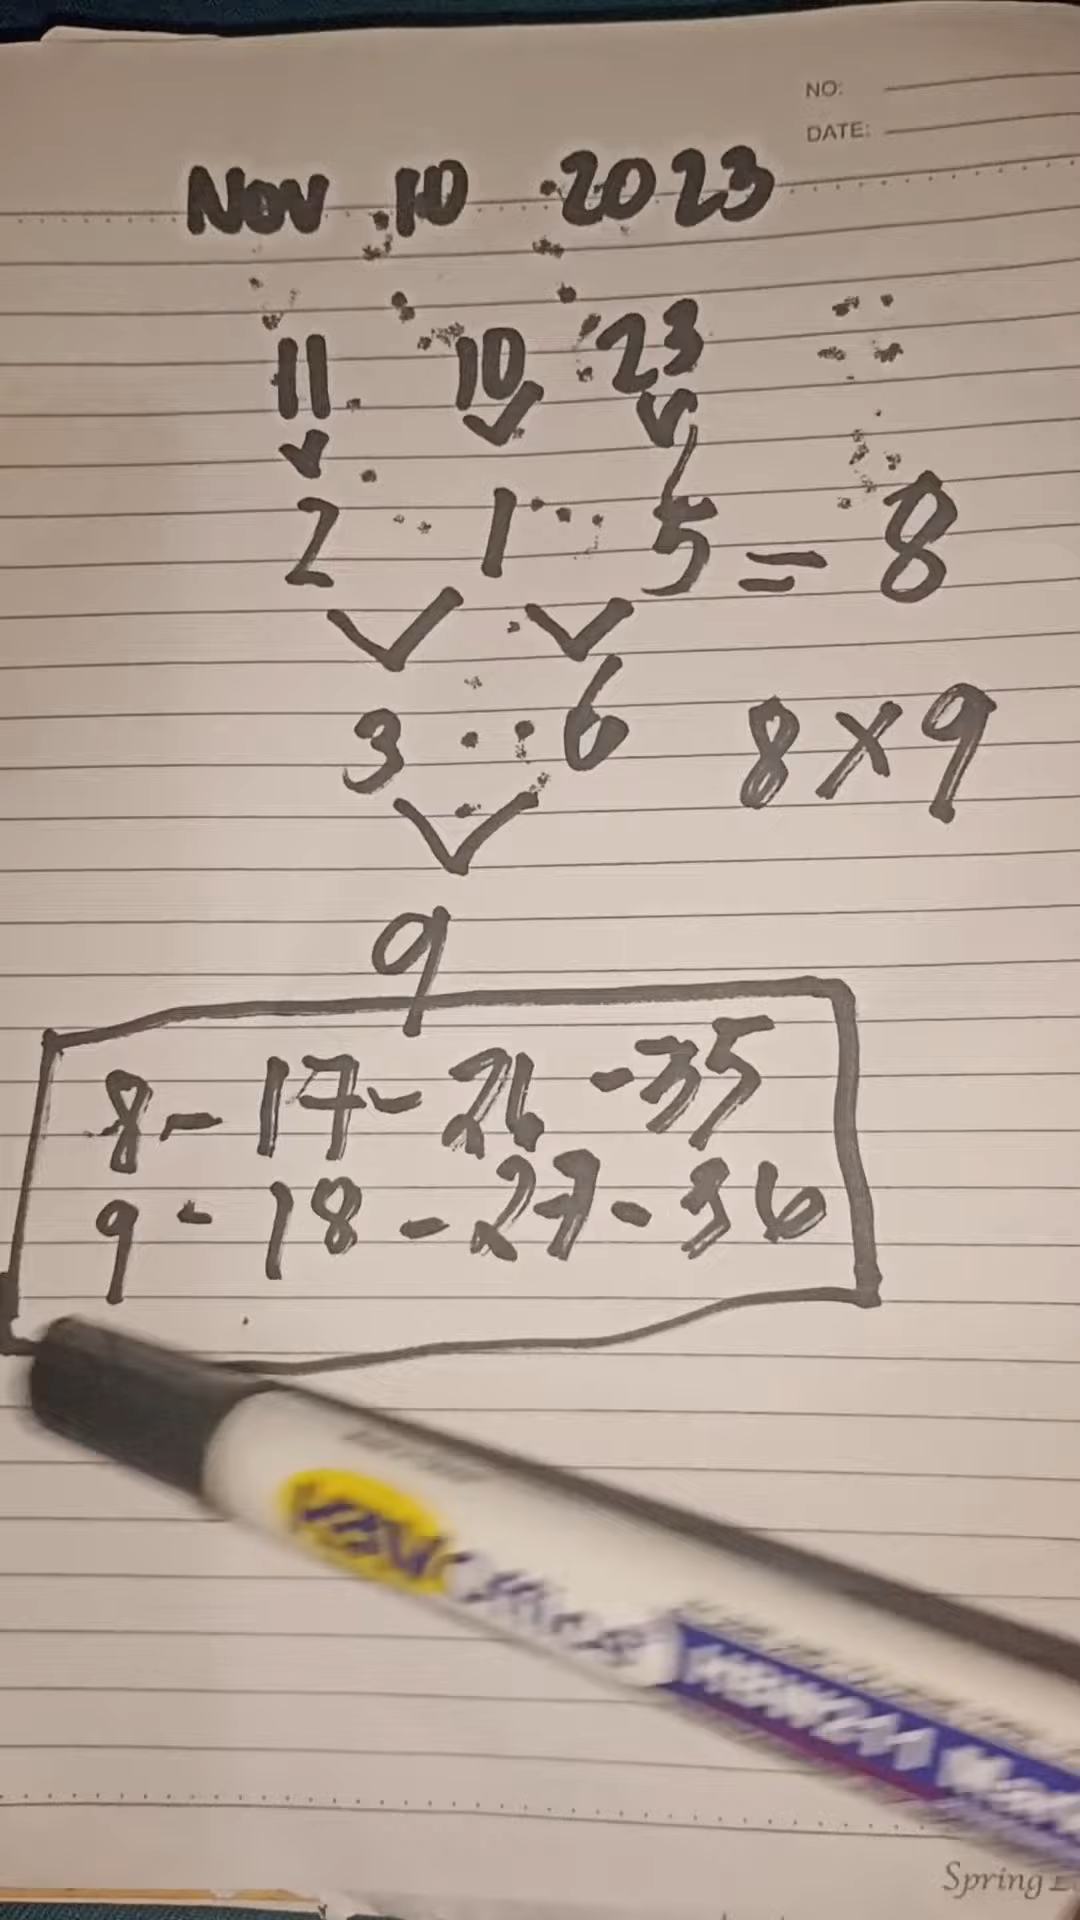 NO:
DATE:
Nov 10 2023
11 10 23
2 1 5 = 8
3 6 8 x 9
9
8 - 17 - 26 - 35
9 - 18 - 27 - 36
Office
Spring